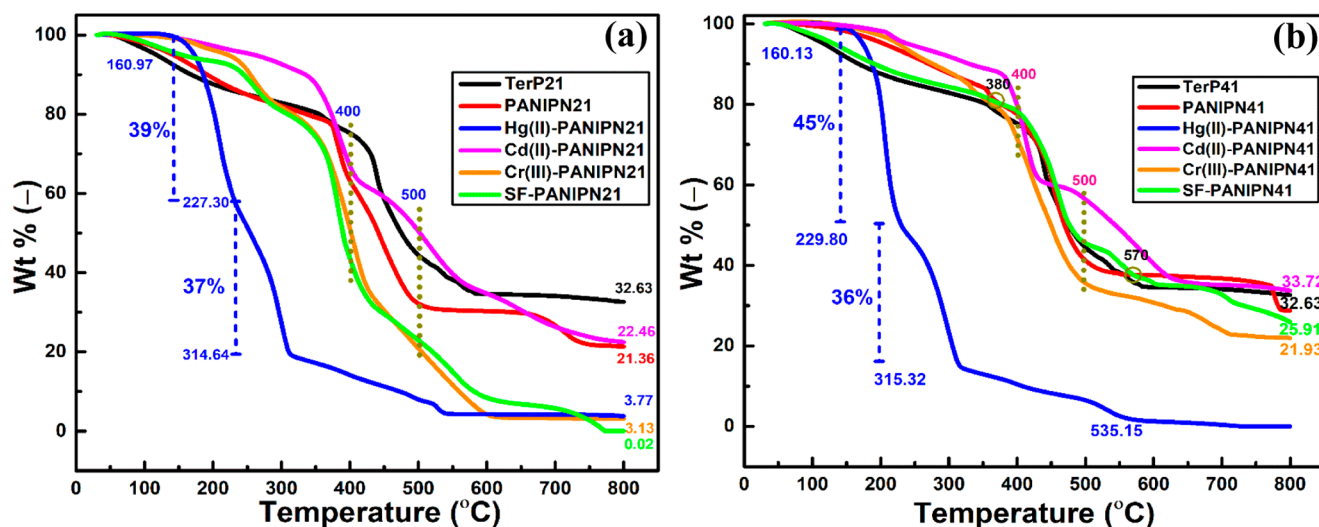 (a)
100
80
60
40
20
0
Wt % (–)
0 100 200 300 400 500 600 700 800
Temperature (°C)
TerP21
PANIPN21
Hg(II)-PANIPN21
Cd(II)-PANIPN21
Cr(III)-PANIPN21
SF-PANIPN21
160.97
39%
227.30
37%
314.64
400
500
32.63
22.46
21.36
3.77
3.13
0.02
(b)
100
80
60
40
20
0
Wt % (–)
0 100 200 300 400 500 600 700 800
Temperature (°C)
TerP41
PANIPN41
Hg(II)-PANIPN41
Cd(II)-PANIPN41
Cr(III)-PANIPN41
SF-PANIPN41
160.13
45%
229.80
36%
315.32
535.15
380
400
500
570
33.72
32.63
25.91
21.93